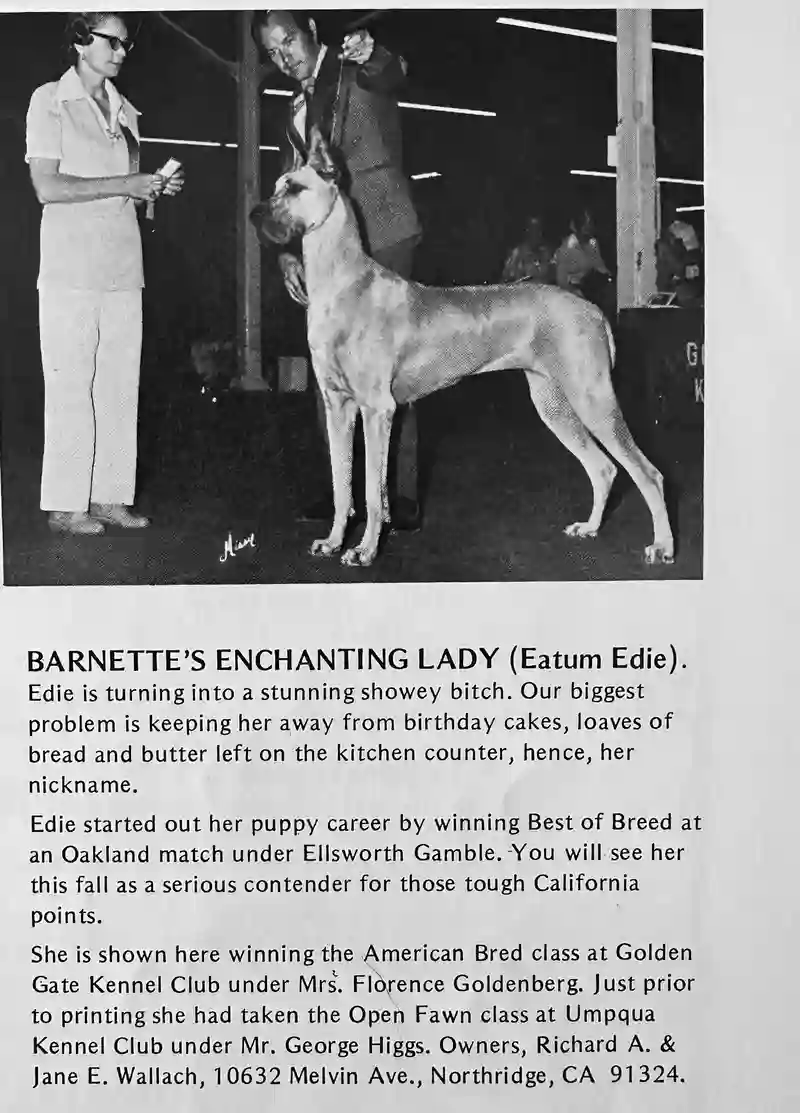 G
K
Missy
BARNETTE'S ENCHANTING LADY (Eatum Edie).
Edie is turning into a stunning showey bitch. Our biggest
problem is keeping her away from birthday cakes, loaves of
bread and butter left on the kitchen counter, hence, her
nickname.
Edie started out her puppy career by winning Best of Breed at
an Oakland match under Ellsworth Gamble. You will see her
this fall as a serious contender for those tough California
points.
She is shown here winning the American Bred class at Golden
Gate Kennel Club under Mrs. Florence Goldenberg. Just prior
to printing she had taken the Open Fawn class at Umpqua
Kennel Club under Mr. George Higgs. Owners, Richard A. &
Jane E. Wallach, 10632 Melvin Ave., Northridge, CA 91324.